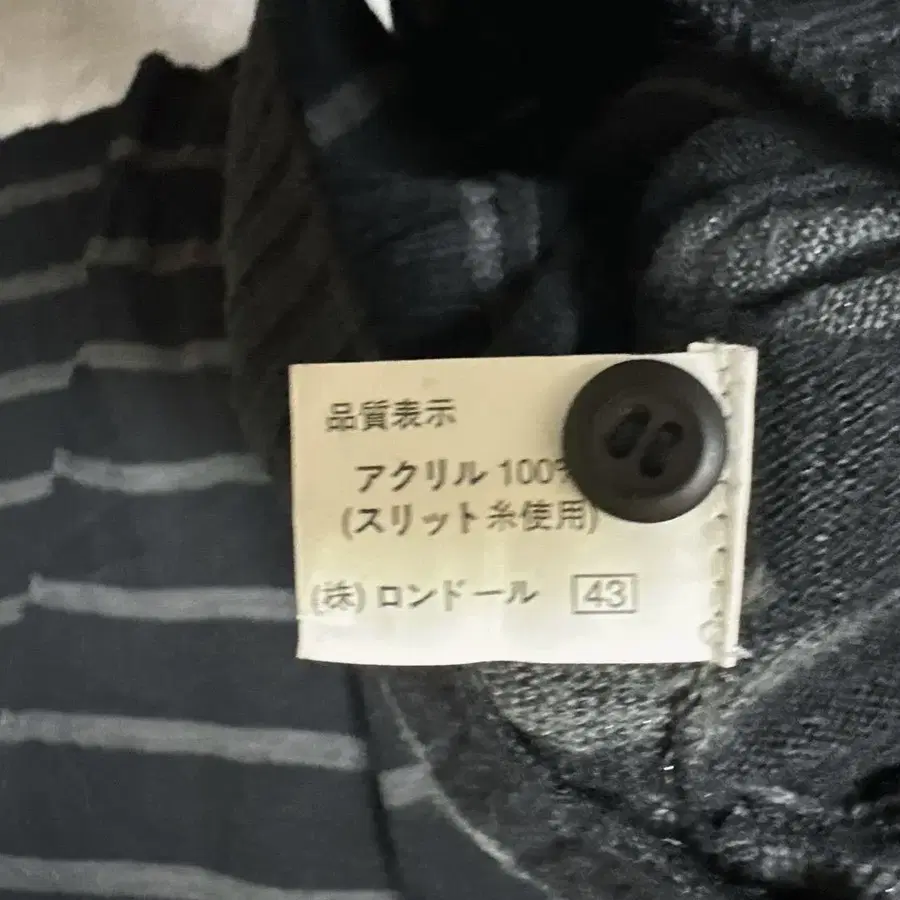 品質表示
アクリル 100%
(スリット糸使用)
(株) ロンドール 43